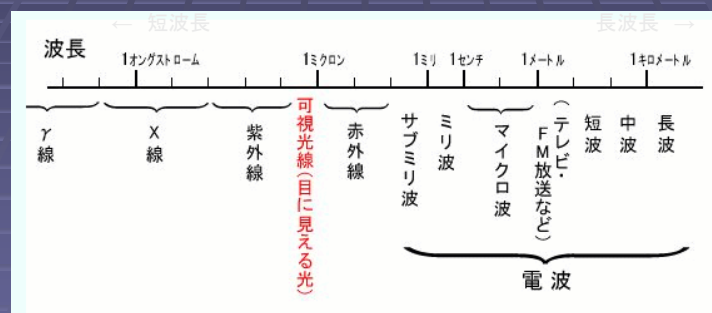 ← 短波長
長波長 →
波長
1オングストローム
1ミクロン
1ミリ
1センチ
1メートル
1キロメートル
γ線
X線
紫外線
可視光線(目に見える光)
赤外線
サブミリ波
ミリ波
マイクロ波
(テレビ・
FM放送など)
短波
中波
長波
電波